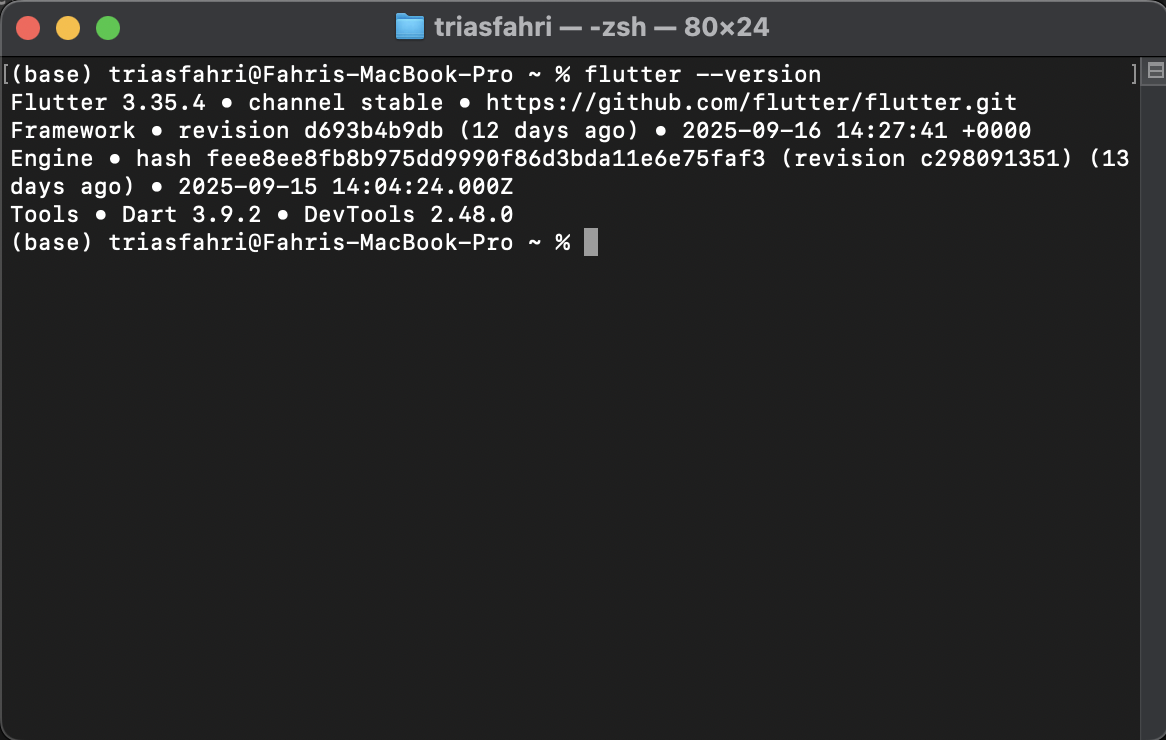 triasfahri — -zsh — 80×24
[(base) triasfahri@Fahris-MacBook-Pro ~ % flutter --version ]
Flutter 3.35.4 • channel stable • https://github.com/flutter/flutter.git
Framework • revision d693b4b9db (12 days ago) • 2025-09-16 14:27:41 +0000
Engine • hash feee8ee8fb8b975dd9990f86d3bda11e6e75faf3 (revision c298091351) (13
days ago) • 2025-09-15 14:04:24.000Z
Tools • Dart 3.9.2 • DevTools 2.48.0
(base) triasfahri@Fahris-MacBook-Pro ~ %